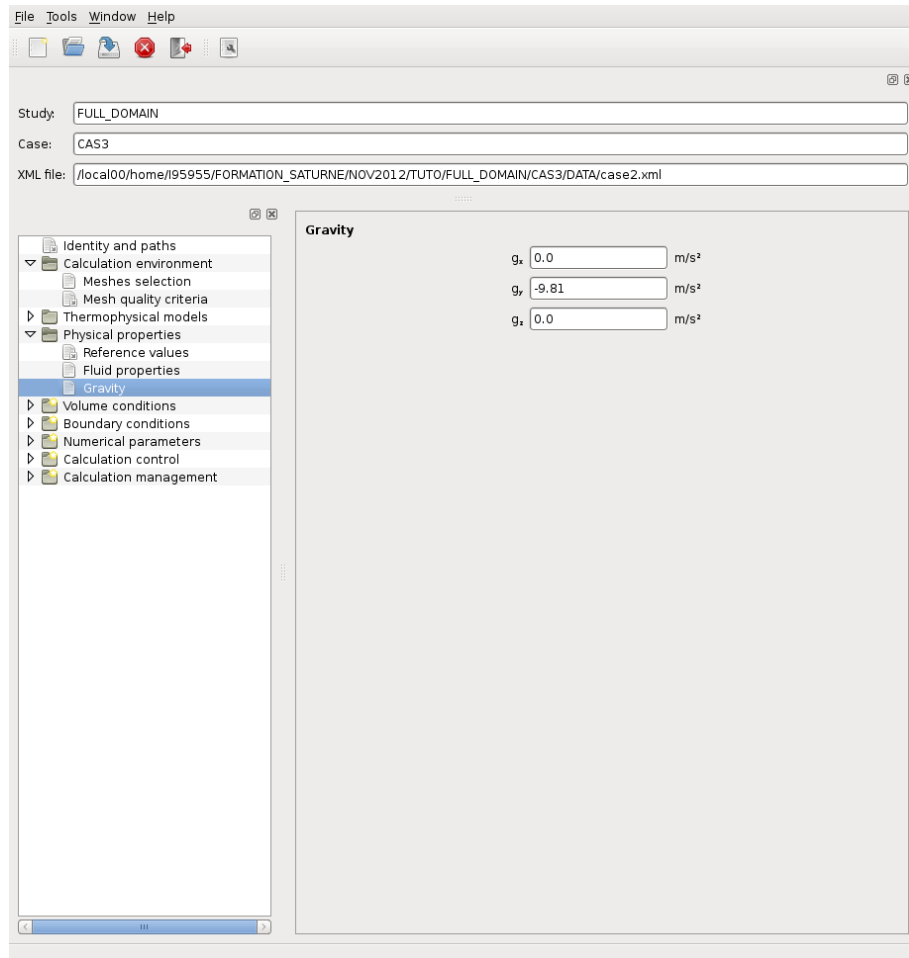 File Tools Window Help
Study: FULL_DOMAIN
Case: CAS3
XML file: /local00/home/I95955/FORMATION_SATURNE/NOV2012/TUTO/FULL_DOMAIN/CAS3/DATA/case2.xml
Identity and paths
Calculation environment
Meshes selection
Mesh quality criteria
Thermophysical models
Physical properties
Reference values
Fluid properties
Gravity
Volume conditions
Boundary conditions
Numerical parameters
Calculation control
Calculation management
Gravity
gₓ 0.0 m/s²
gᵧ -9.81 m/s²
g𝓏 0.0 m/s²